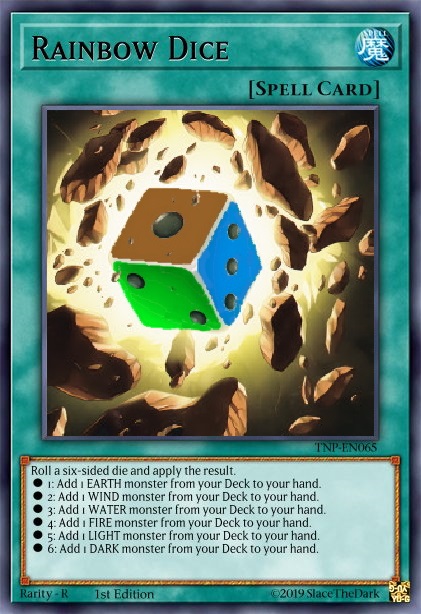 Rainbow Dice
SPELL
魔
[Spell Card]
TNP-EN065
Roll a six-sided die and apply the result.
● 1: Add 1 EARTH monster from your Deck to your hand.
● 2: Add 1 WIND monster from your Deck to your hand.
● 3: Add 1 WATER monster from your Deck to your hand.
● 4: Add 1 FIRE monster from your Deck to your hand.
● 5: Add 1 LIGHT monster from your Deck to your hand.
● 6: Add 1 DARK monster from your Deck to your hand.
Rarity - R 1st Edition ©2019 SlaceTheDark